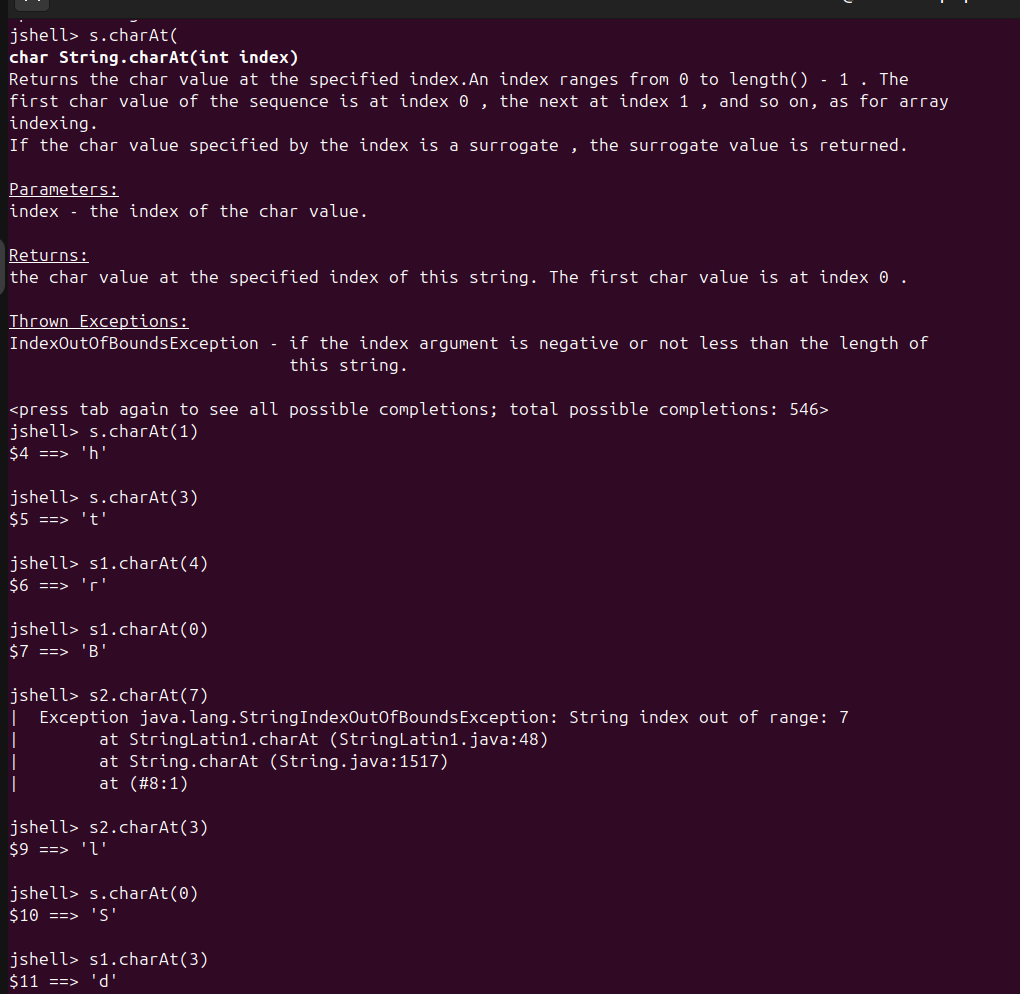 jshell> s.charAt(
char String.charAt(int index)
Returns the char value at the specified index.An index ranges from 0 to length() - 1 . The
first char value of the sequence is at index 0 , the next at index 1 , and so on, as for array
indexing.
If the char value specified by the index is a surrogate , the surrogate value is returned.
Parameters:
index - the index of the char value.
Returns:
the char value at the specified index of this string. The first char value is at index 0 .
Thrown Exceptions:
IndexOutOfBoundsException - if the index argument is negative or not less than the length of
this string.
<press tab again to see all possible completions; total possible completions: 546>
jshell> s.charAt(1)
$4 ==> 'h'
jshell> s.charAt(3)
$5 ==> 't'
jshell> s1.charAt(4)
$6 ==> 'r'
jshell> s1.charAt(0)
$7 ==> 'B'
jshell> s2.charAt(7)
|  Exception java.lang.StringIndexOutOfBoundsException: String index out of range: 7
|        at StringLatin1.charAt (StringLatin1.java:48)
|        at String.charAt (String.java:1517)
|        at (#8:1)
jshell> s2.charAt(3)
$9 ==> 'l'
jshell> s.charAt(0)
$10 ==> 'S'
jshell> s1.charAt(3)
$11 ==> 'd'